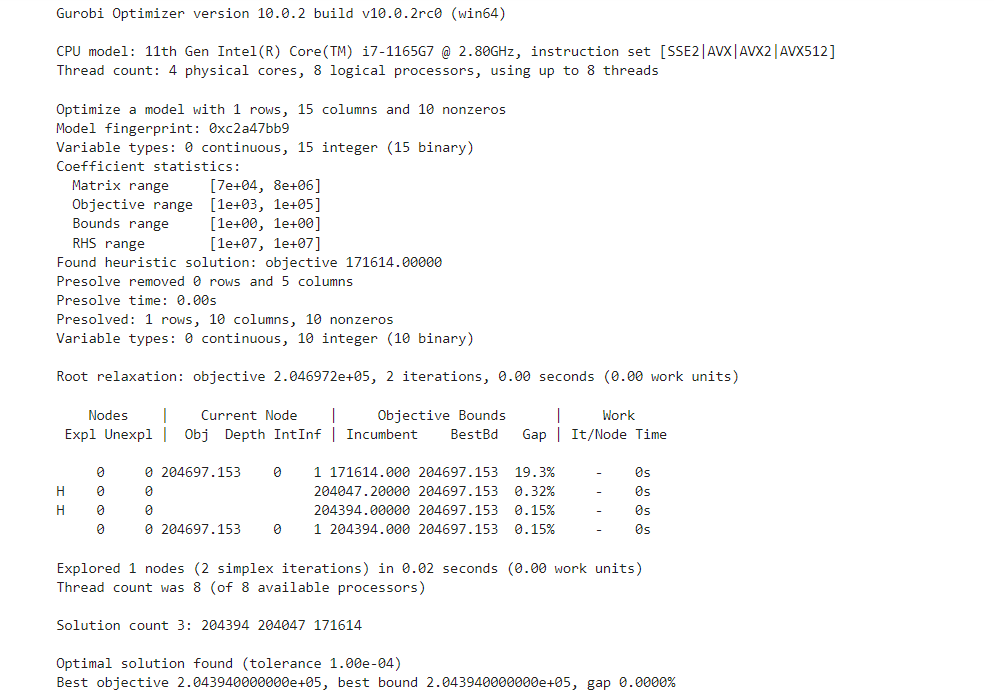 Gurobi Optimizer version 10.0.2 build v10.0.2rc0 (win64)
CPU model: 11th Gen Intel(R) Core(TM) i7-1165G7 @ 2.80GHz, instruction set [SSE2|AVX|AVX2|AVX512]
Thread count: 4 physical cores, 8 logical processors, using up to 8 threads
Optimize a model with 1 rows, 15 columns and 10 nonzeros
Model fingerprint: 0xc2a47bb9
Variable types: 0 continuous, 15 integer (15 binary)
Coefficient statistics:
  Matrix range     [7e+04, 8e+06]
  Objective range  [1e+03, 1e+05]
  Bounds range     [1e+00, 1e+00]
  RHS range        [1e+07, 1e+07]
Found heuristic solution: objective 171614.00000
Presolve removed 0 rows and 5 columns
Presolve time: 0.00s
Presolved: 1 rows, 10 columns, 10 nonzeros
Variable types: 0 continuous, 10 integer (10 binary)
Root relaxation: objective 2.046972e+05, 2 iterations, 0.00 seconds (0.00 work units)
    Nodes    |    Current Node    |     Objective Bounds      |     Work
 Expl Unexpl |  Obj  Depth IntInf | Incumbent    BestBd   Gap | It/Node Time
     0     0 204697.153    0    1 171614.000 204697.153  19.3%     -    0s
H    0     0                    204047.20000 204697.153  0.32%     -    0s
H    0     0                    204394.00000 204697.153  0.15%     -    0s
     0     0 204697.153    0    1 204394.000 204697.153  0.15%     -    0s
Explored 1 nodes (2 simplex iterations) in 0.02 seconds (0.00 work units)
Thread count was 8 (of 8 available processors)
Solution count 3: 204394 204047 171614
Optimal solution found (tolerance 1.00e-04)
Best objective 2.043940000000e+05, best bound 2.043940000000e+05, gap 0.0000%